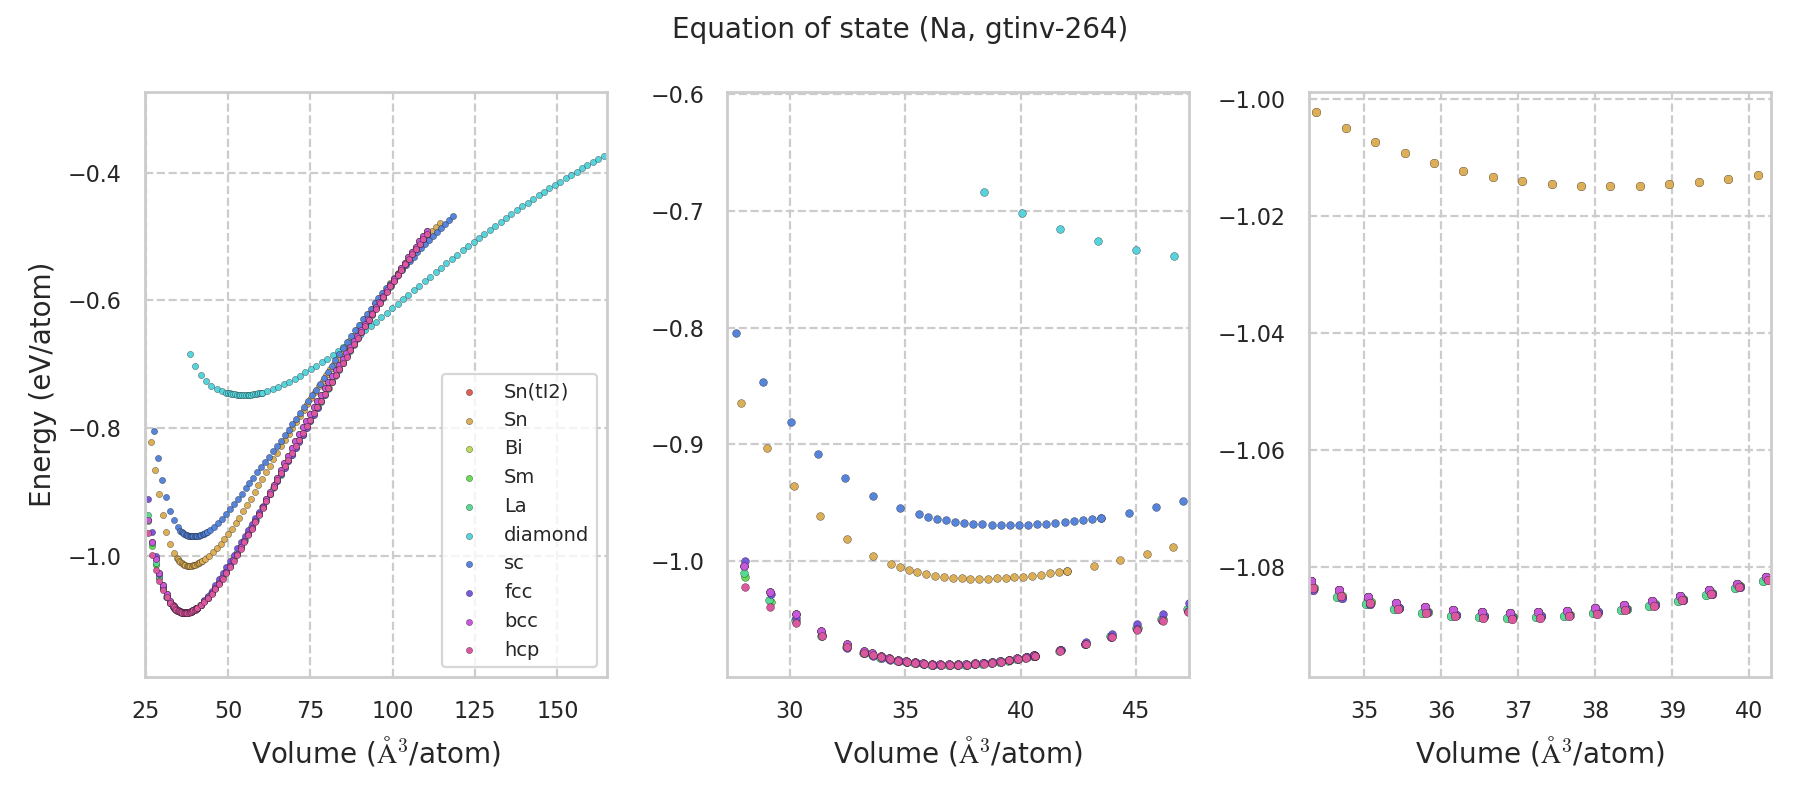 Equation of state (Na, gtinv-264)
Energy (eV/atom)
−0.4
−0.6
−0.8
−1.0
25 50 75 100 125 150
Volume (Å³/atom)
Sn(tI2)
Sn
Bi
Sm
La
diamond
sc
fcc
bcc
hcp
−0.6
−0.7
−0.8
−0.9
−1.0
30 35 40 45
Volume (Å³/atom)
−1.00
−1.02
−1.04
−1.06
−1.08
35 36 37 38 39 40
Volume (Å³/atom)